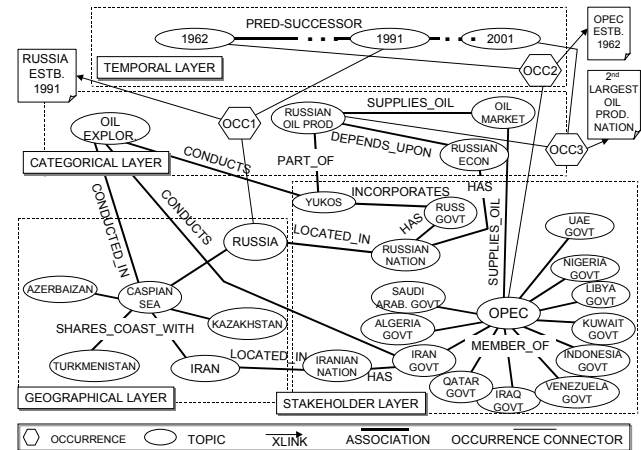 PRED-SUCCESSOR
OPEC
ESTB.
1962
1962
1991
2001
RUSSIA
ESTB.
1991
TEMPORAL LAYER
OCC2
2nd
LARGEST
OIL
PROD.
NATION.
OCC1
OIL
EXPLOR.
RUSSIAN
OIL PROD
SUPPLIES_OIL
OIL
MARKET
DEPENDS_UPON
RUSSIAN
ECON
OCC3
CATEGORICAL LAYER
CONDUCTS
PART_OF
HAS
YUKOS
INCORPORATES
RUSS
GOVT
CONDUCTED_IN
CONDUCTS
HAS
SUPPLIES_OIL
RUSSIA
LOCATED_IN
RUSSIAN
NATION
UAE
GOVT
NIGERIA
GOVT
AZERBAIZAN
CASPIAN
SEA
SAUDI
ARAB. GOVT
LIBYA
GOVT
OPEC
KAZAKHSTAN
ALGERIA
GOVT
KUWAIT
GOVT
SHARES_COAST_WITH
MEMBER_OF
TURKMENISTAN
IRAN
LOCATED_IN
IRANIAN
NATION
HAS
IRAN
GOVT
INDONESIA
GOVT
QATAR
GOVT
IRAQ
GOVT
VENEZUELA
GOVT
GEOGRAPHICAL LAYER
STAKEHOLDER LAYER
OCCURRENCE
TOPIC
XLINK
ASSOCIATION
OCCURRENCE CONNECTOR